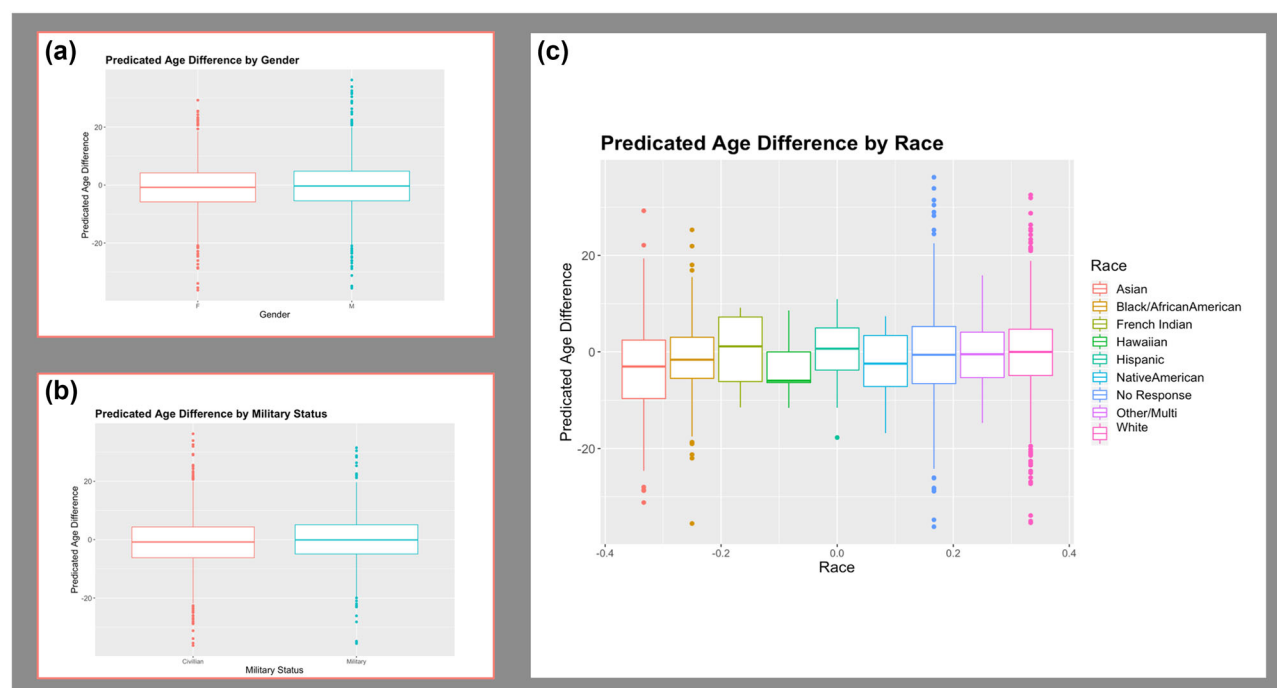 (a)
Predicated Age Difference by Gender
Predicated Age Difference
20
0
-20
F
M
Gender
(b)
Predicated Age Difference by Military Status
Predicated Age Difference
20
0
-20
Civillian
Military
Military Status
(c)
Predicated Age Difference by Race
Predicated Age Difference
20
0
-20
-0.4
-0.2
0.0
0.2
0.4
Race
Race
Asian
Black/AfricanAmerican
French Indian
Hawaiian
Hispanic
NativeAmerican
No Response
Other/Multi
White